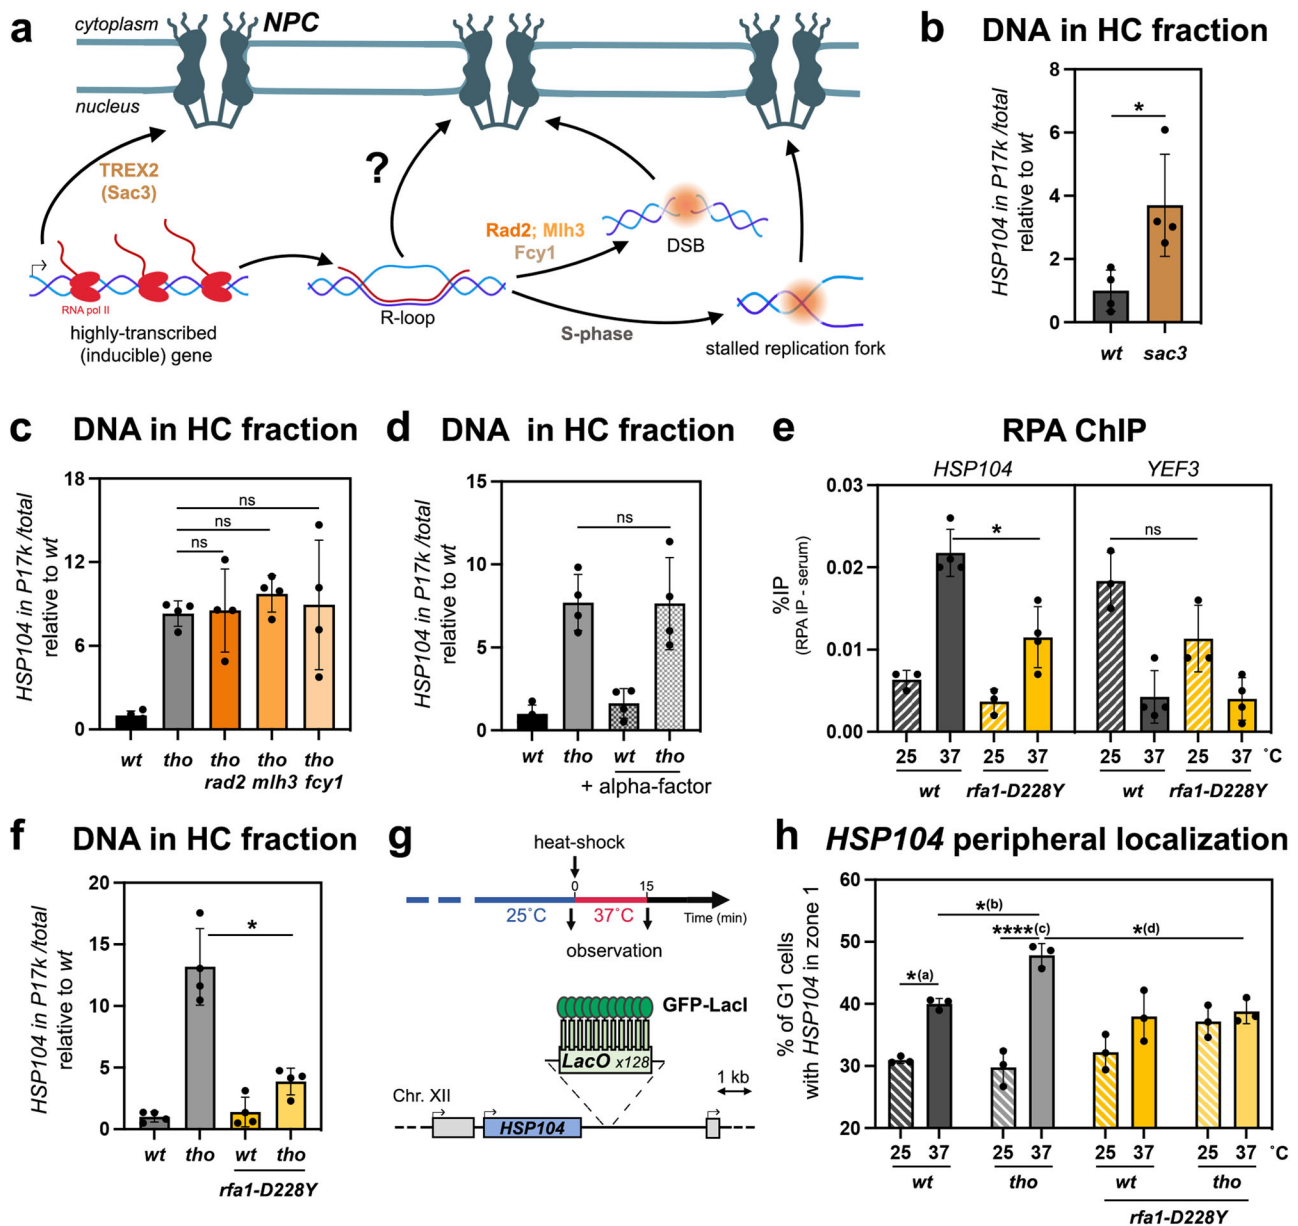 a
cytoplasm
NPC
nucleus
TREX2
(Sac3)
?
RNA pol II
highly-transcribed
(inducible) gene
R-loop
Rad2; Mlh3
Fcy1
DSB
S-phase
stalled replication fork
b DNA in HC fraction
HSP104 in P17k /total
relative to wt
8
6
4
2
0
*
wt sac3
c DNA in HC fraction
HSP104 in P17k /total
relative to wt
18
12
6
0
ns
ns
ns
wt tho tho tho tho
rad2 mlh3 fcy1
d DNA in HC fraction
HSP104 in P17k /total
relative to wt
15
10
5
0
ns
wt tho wt tho
+ alpha-factor
e RPA ChIP
HSP104 YEF3
%IP
(RPA IP - serum)
0.03
0.02
0.01
0.00
* ns
25 37 25 37 25 37 25 37 ˚C
wt rfa1-D228Y wt rfa1-D228Y
f DNA in HC fraction
HSP104 in P17k /total
relative to wt
20
15
10
5
0
*
wt tho wt tho
rfa1-D228Y
g
heat-shock
0 15
25˚C 37˚C Time (min)
observation
GFP-LacI
LacO x128
1 kb
Chr. XII
HSP104
h HSP104 peripheral localization
% of G1 cells
with HSP104 in zone 1
60
50
40
30
20
*(b)
****(c) *(d)
*(a)
25 37 25 37 25 37 25 37 ˚C
wt tho wt tho
rfa1-D228Y